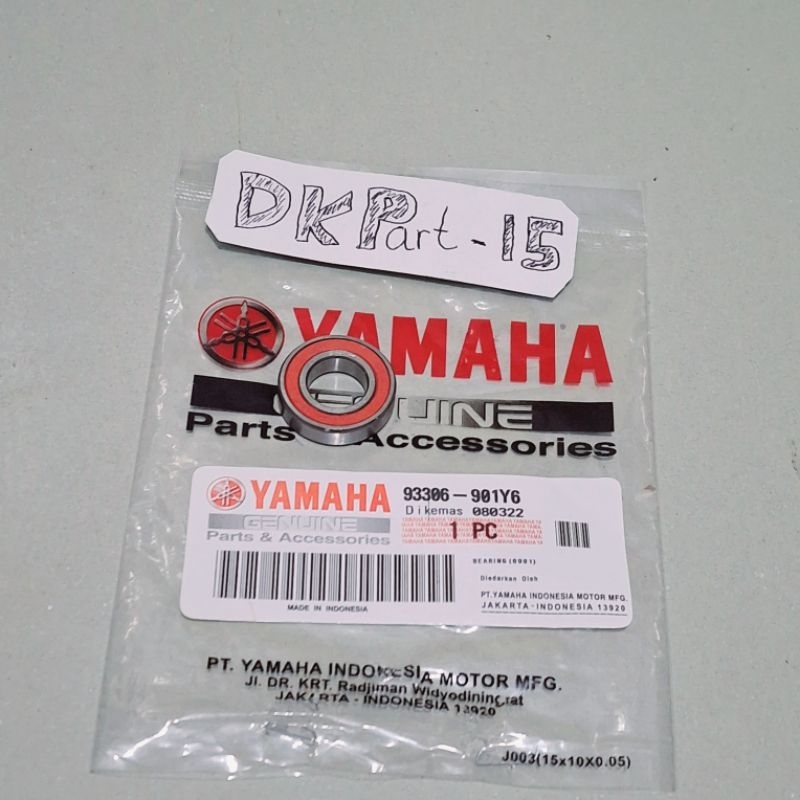 DKPart-15
YAMAHA
GENUINE
Parts & Accessories
YAMAHA
GENUINE
Parts & Accessories
93306-901Y6
Dikemas 080322
1 PC
BEARING(6901)
Diedarkan Oleh
PT.YAMAHA INDONESIA MOTOR MFG.
JAKARTA-INDONESIA 13920
MADE IN INDONESIA
PT. YAMAHA INDONESIA MOTOR MFG.
Jl. DR. KRT. Radjiman Widyodiningrat
JAKARTA - INDONESIA 13920
J003(15x10X0.05)